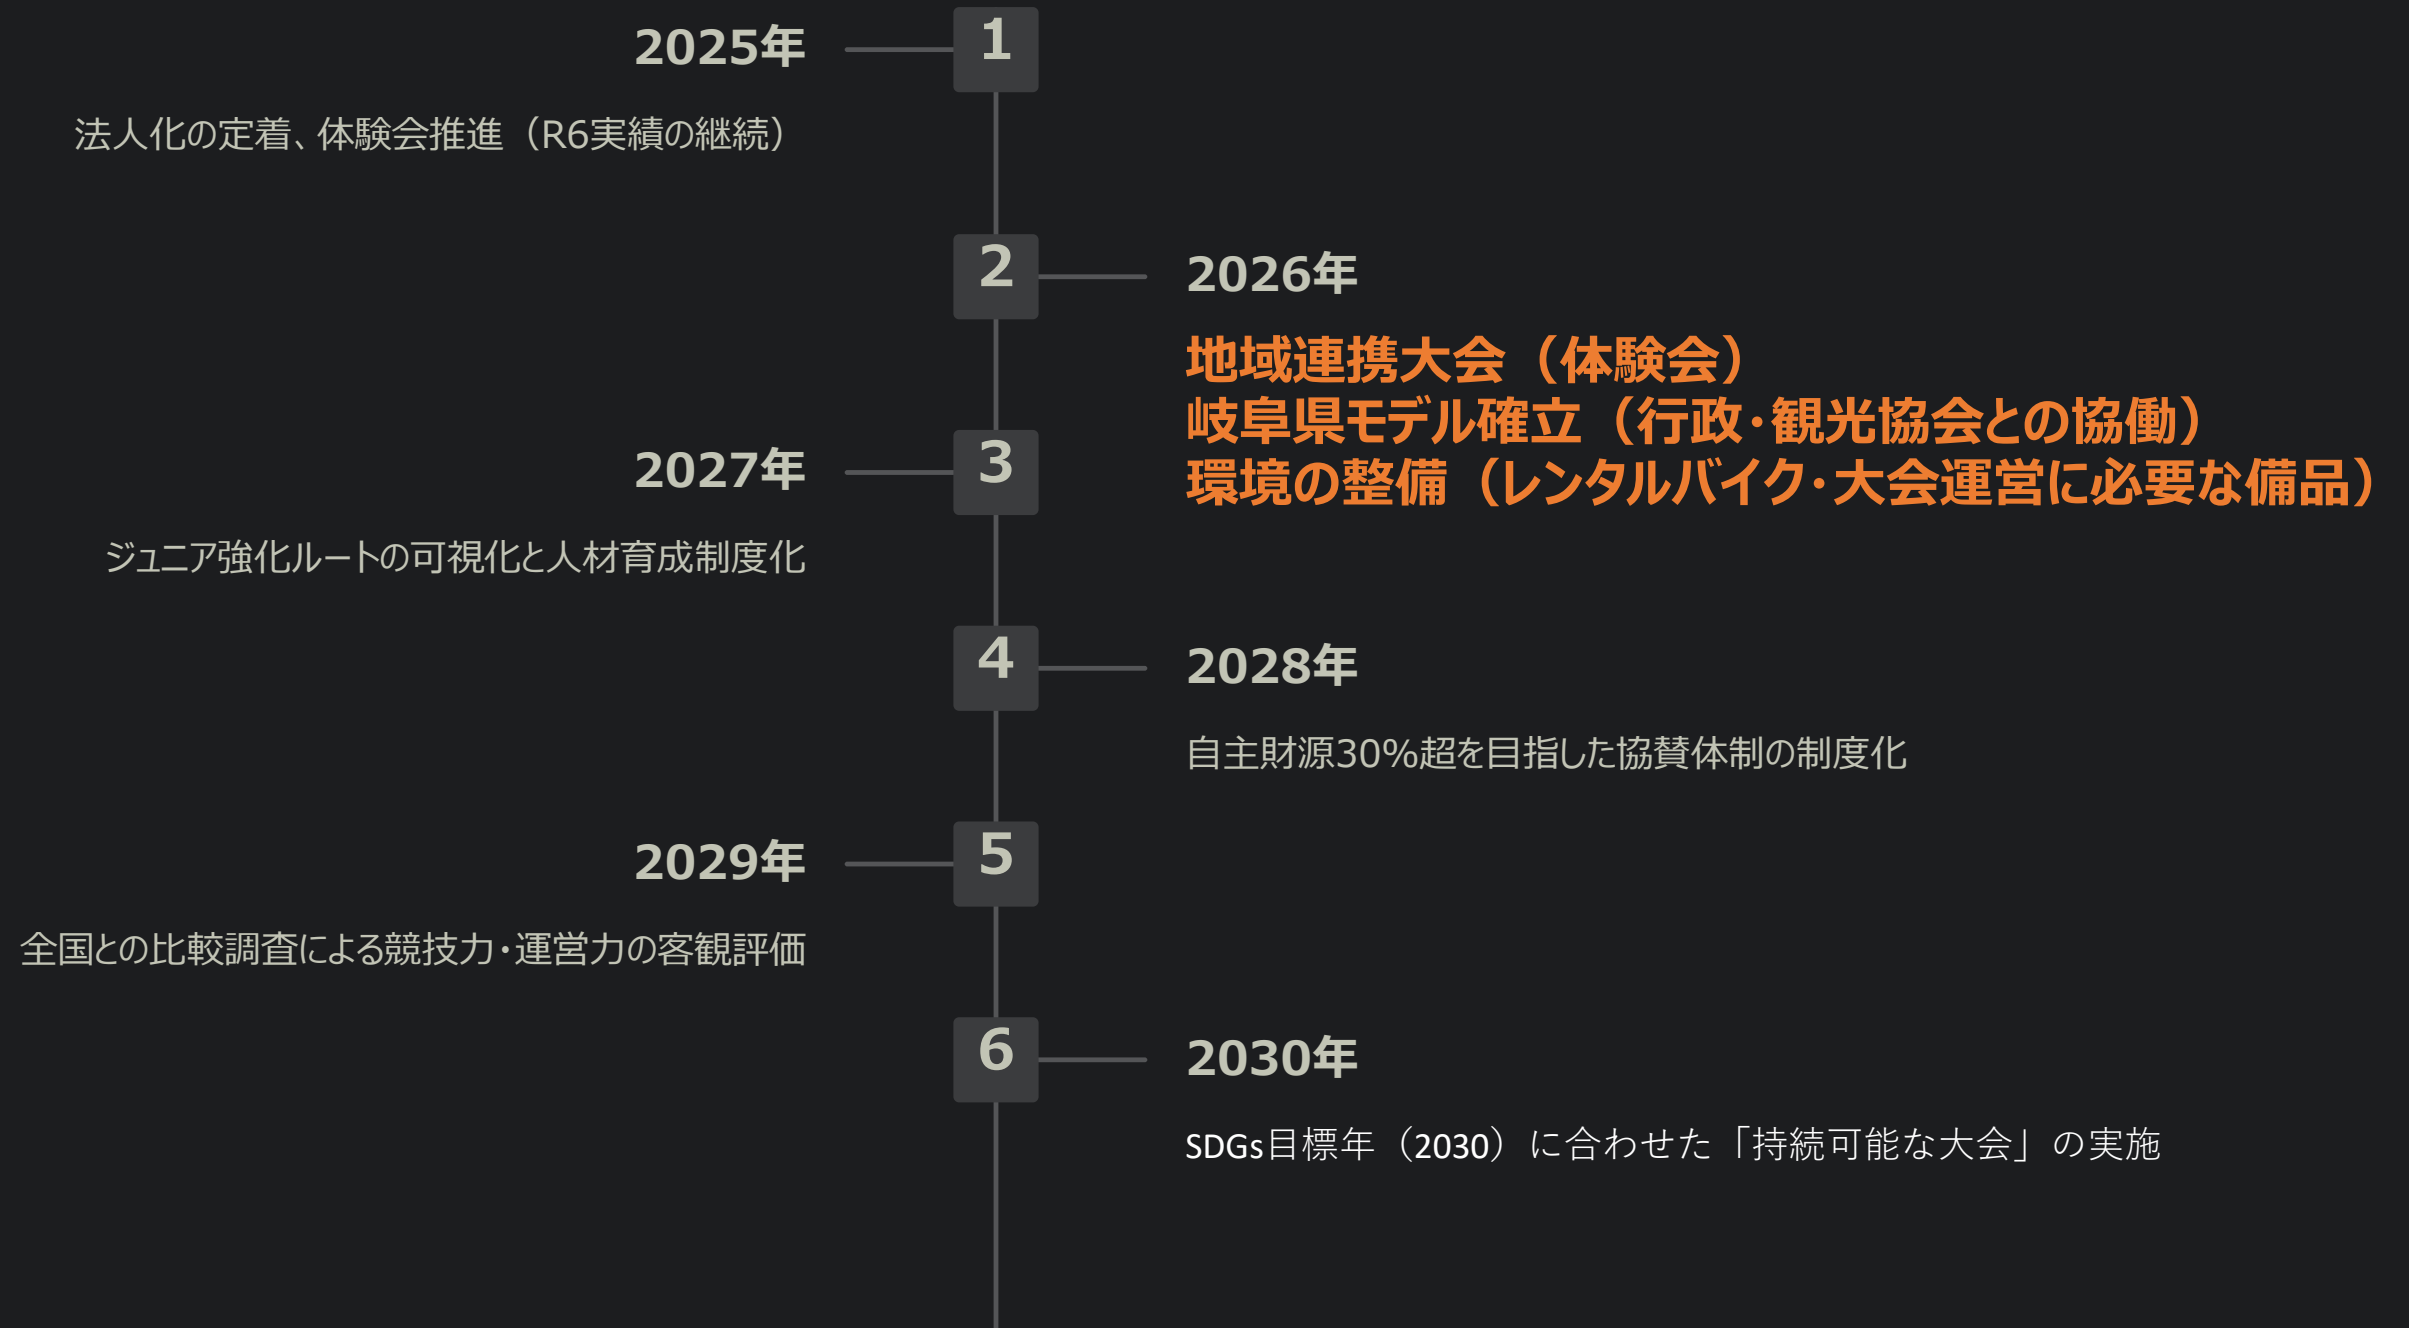 1
2025年
法人化の定着、体験会推進（R6実績の継続）
2
2026年
地域連携大会（体験会）
岐阜県モデル確立（行政・観光協会との協働）
環境の整備（レンタルバイク・大会運営に必要な備品）
3
2027年
ジュニア強化ルートの可視化と人材育成制度化
4
2028年
自主財源30%超を目指した協賛体制の制度化
5
2029年
全国との比較調査による競技力・運営力の客観評価
6
2030年
SDGs目標年（2030）に合わせた「持続可能な大会」の実施